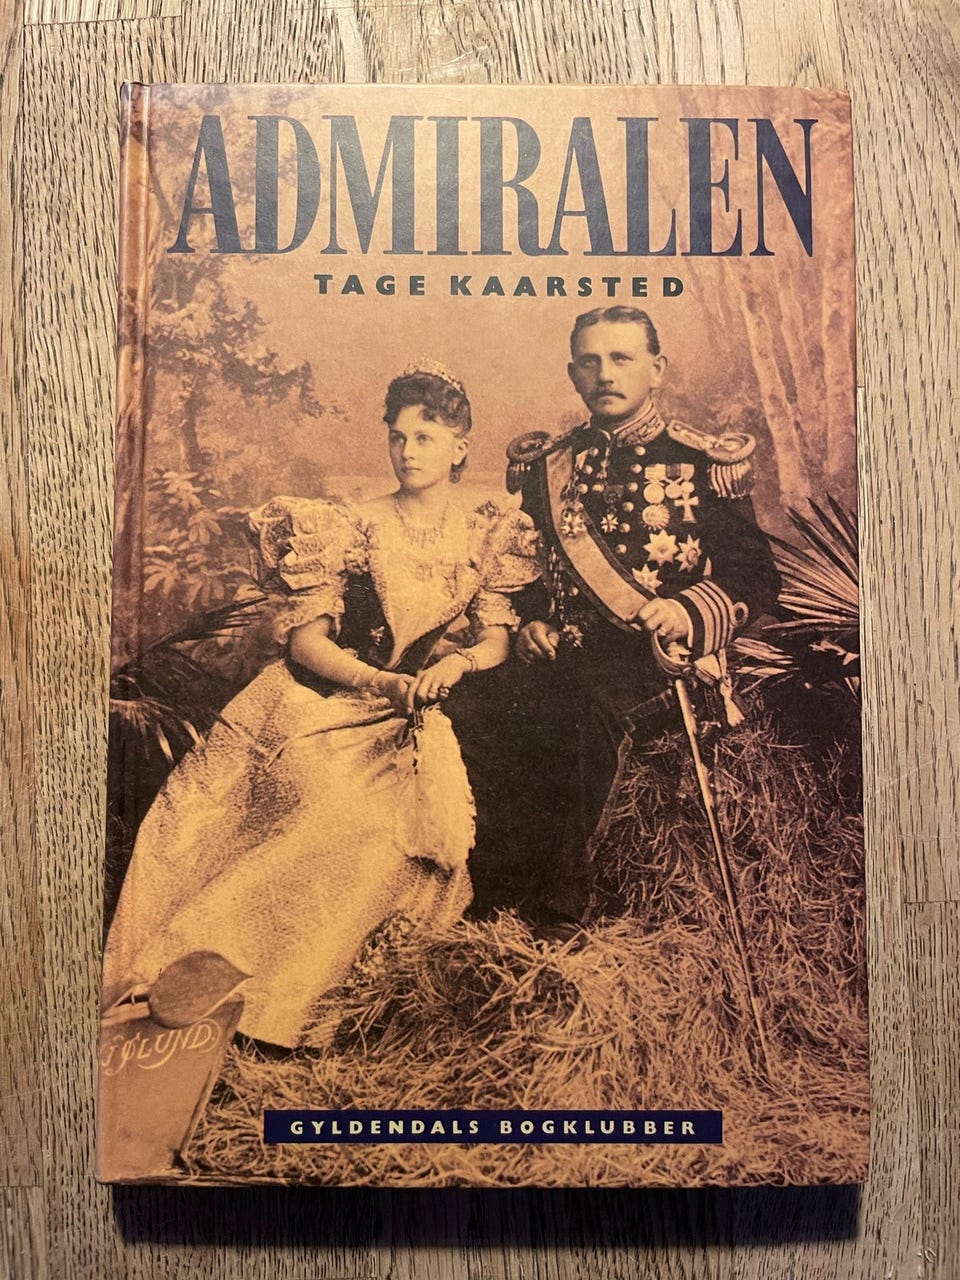 ADMIRALEN
TAGE KAARSTED
GYLDENDALS BOGKLUBBER